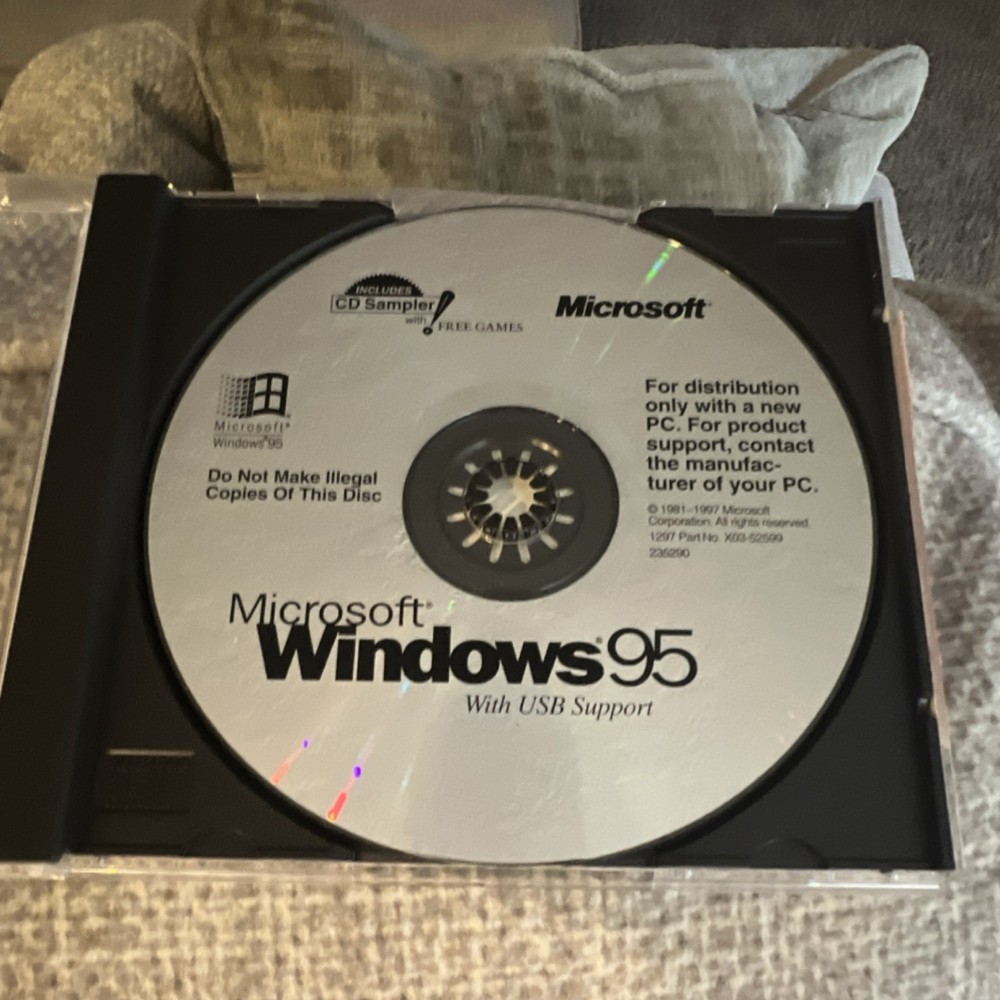 INCLUDES
CD Sampler!
with FREE GAMES
Microsoft
Microsoft®
Windows®95
Do Not Make Illegal
Copies Of This Disc
For distribution
only with a new
PC. For product
support, contact
the manufac-
turer of your PC.
© 1981–1997 Microsoft
Corporation. All rights reserved.
1297 Part No. X03-52599
235290
Microsoft®
Windows®95
With USB Support